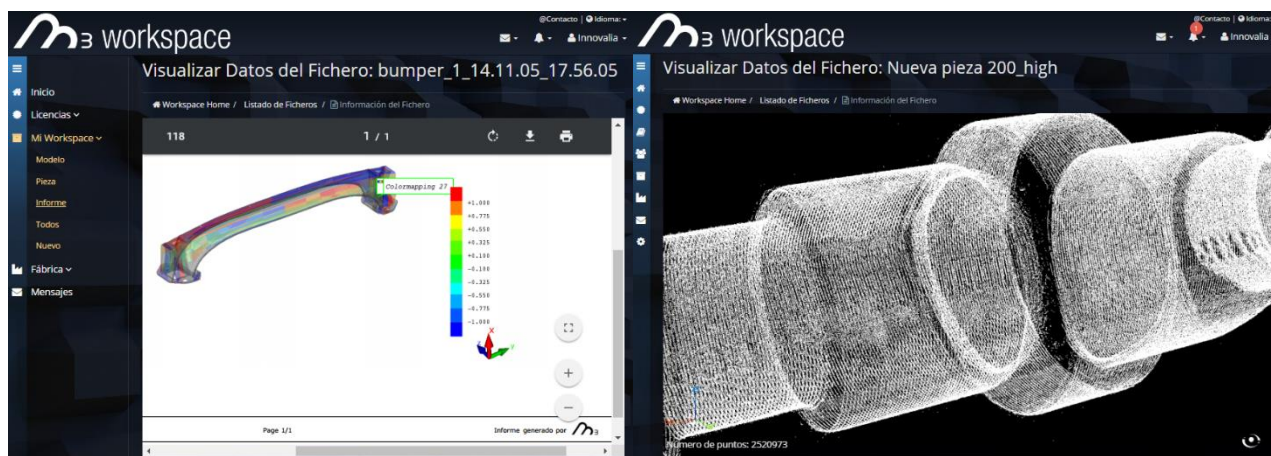 @Contacto | Idioma:
M3 workspace
Innovalia
Visualizar Datos del Fichero: bumper_1_14.11.05_17.56.05
Workspace Home / Listado de Ficheros / Información del Fichero
Inicio
Licencias
Mi Workspace
Modelo
Pieza
Informe
Todos
Nuevo
Fábrica
Mensajes
118 1 / 1
Colormapping 27
+1.000
+0.775
+0.550
+0.325
+0.100
-0.100
-0.325
-0.550
-0.775
-1.000
X
Y
Z
Page 1/1 Informe generado por M3
@Contacto | Idioma:
M3 workspace
1
Innovalia
Visualizar Datos del Fichero: Nueva pieza 200_high
Workspace Home / Listado de Ficheros / Información del Fichero
Número de puntos: 2520973